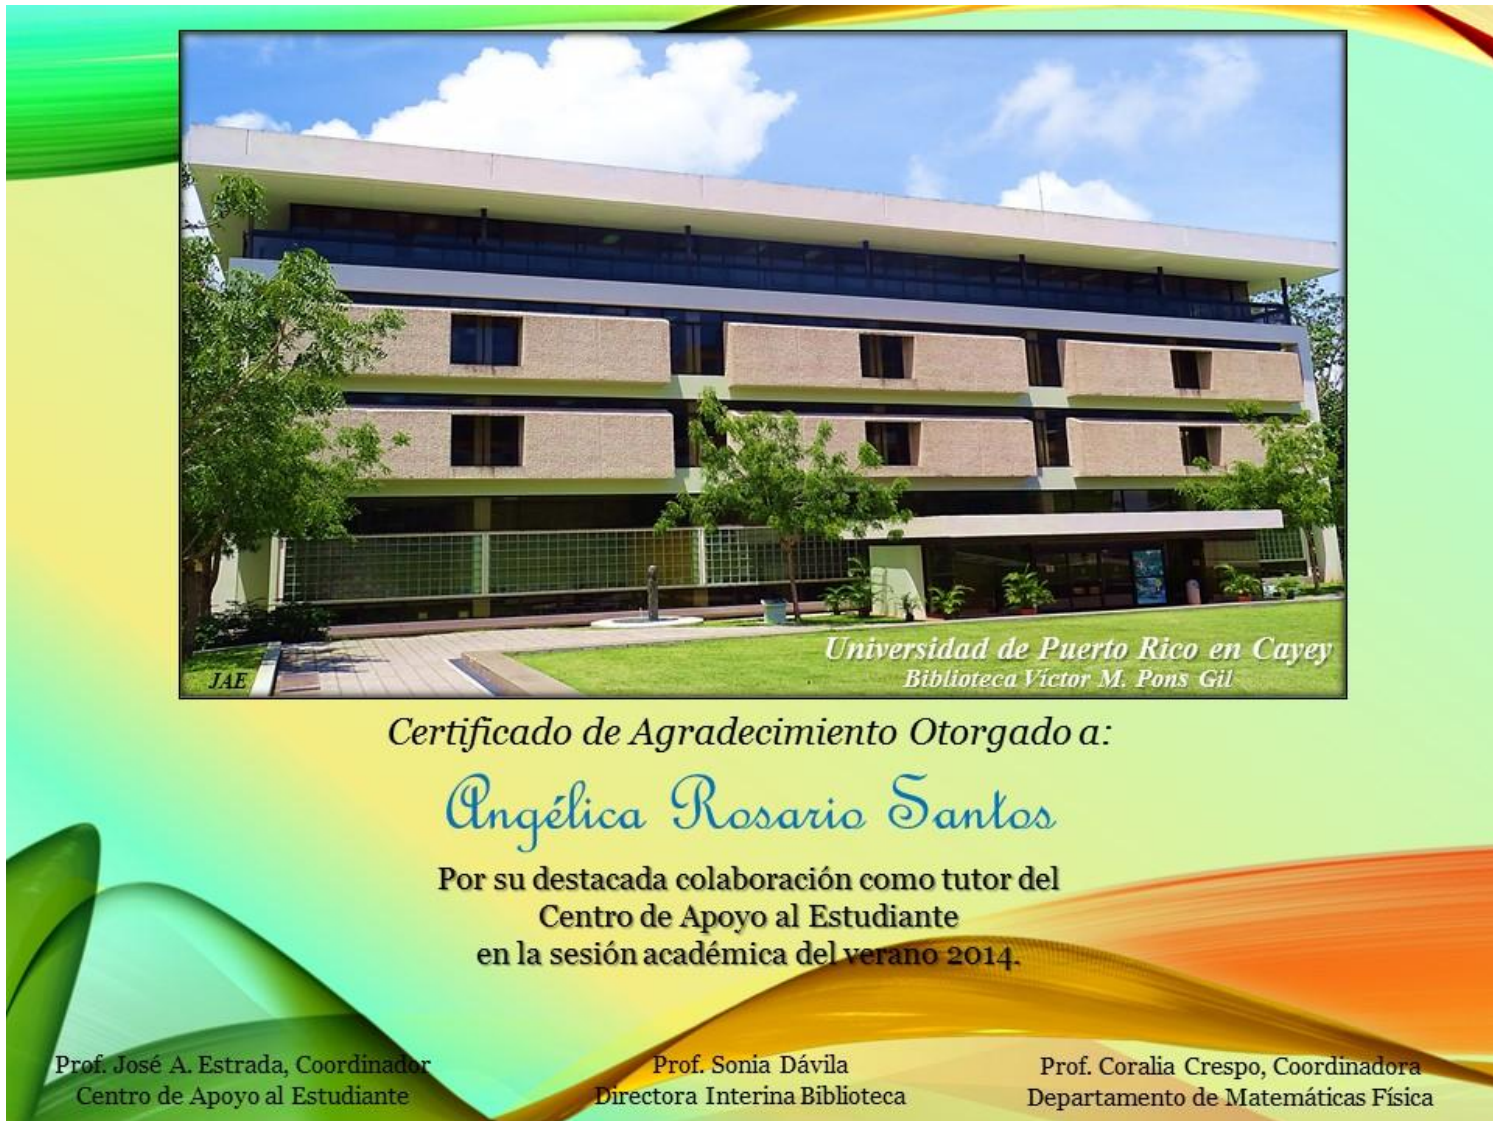 Universidad de Puerto Rico en Cayey
Biblioteca Víctor M. Pons Gil
JAE
Certificado de Agradecimiento Otorgado a:
Angélica Rosario Santos
Por su destacada colaboración como tutor del
Centro de Apoyo al Estudiante
en la sesión académica del verano 2014.
Prof. José A. Estrada, Coordinador
Centro de Apoyo al Estudiante
Prof. Sonia Dávila
Directora Interina Biblioteca
Prof. Coralia Crespo, Coordinadora
Departamento de Matemáticas Física